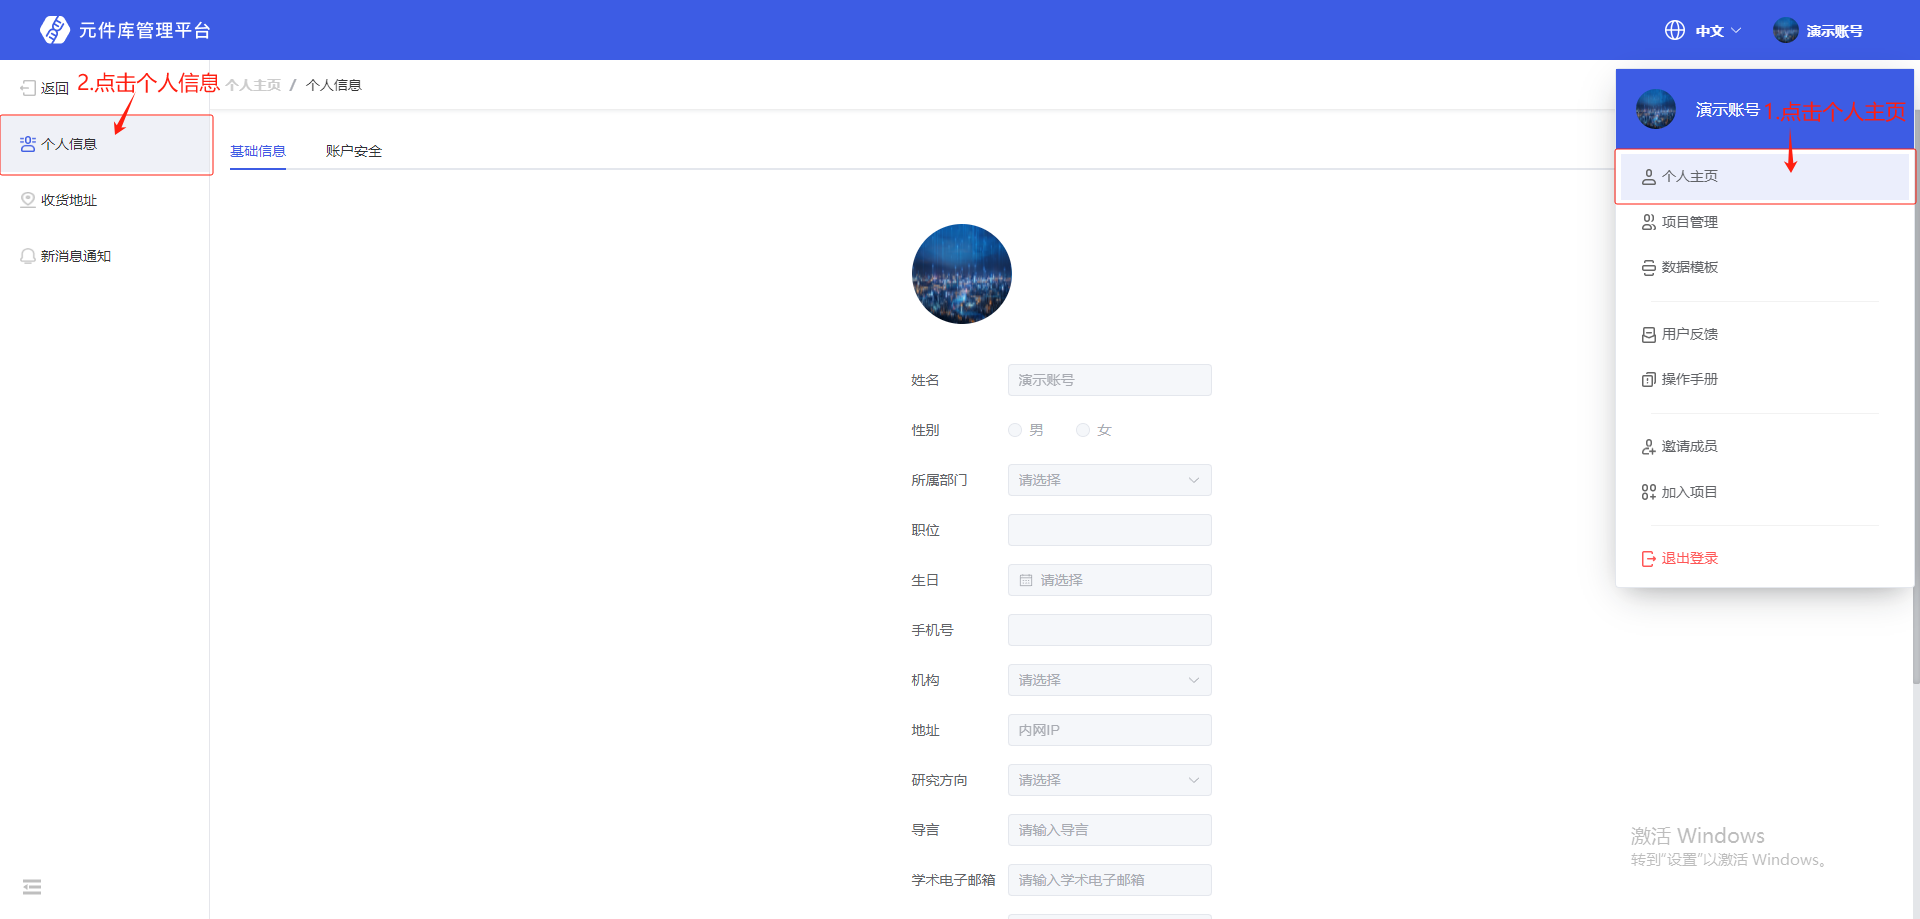 元件库管理平台
中文
演示账号
返回
2.点击个人信息
个人主页 / 个人信息
个人信息
收货地址
新消息通知
基础信息
账户安全
演示账号
1.点击个人主页
个人主页
项目管理
数据模板
用户反馈
操作手册
邀请成员
加入项目
退出登录
姓名 演示账号
性别 男 女
所属部门 请选择
职位
生日 请选择
手机号
机构 请选择
地址 内网IP
研究方向 请选择
导言 请输入导言
学术电子邮箱 请输入学术电子邮箱
激活 Windows
转到"设置"以激活 Windows。